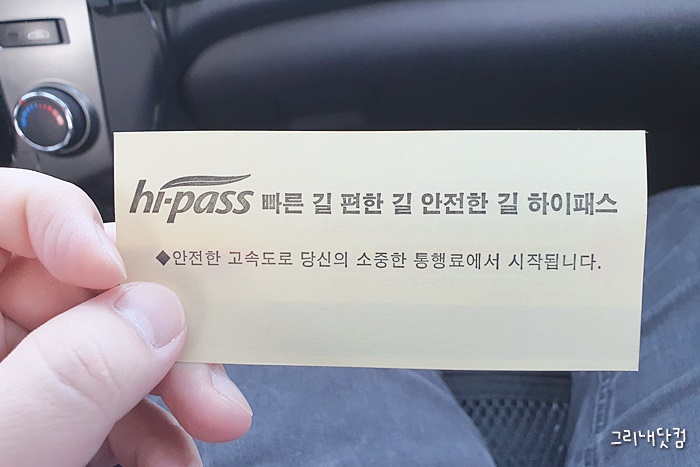 hi-pass 빠른 길 편한 길 안전한 길 하이패스
◆안전한 고속도로 당신의 소중한 통행료에서 시작됩니다.
그리내닷컴